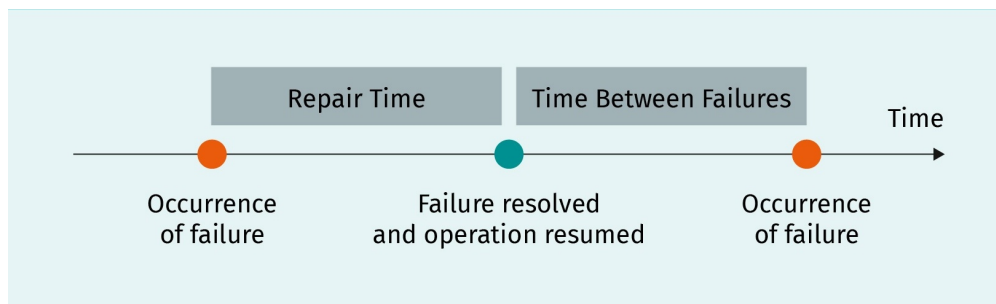 Repair Time
Time Between Failures
Time
Occurrence
of failure
Failure resolved
and operation resumed
Occurrence
of failure